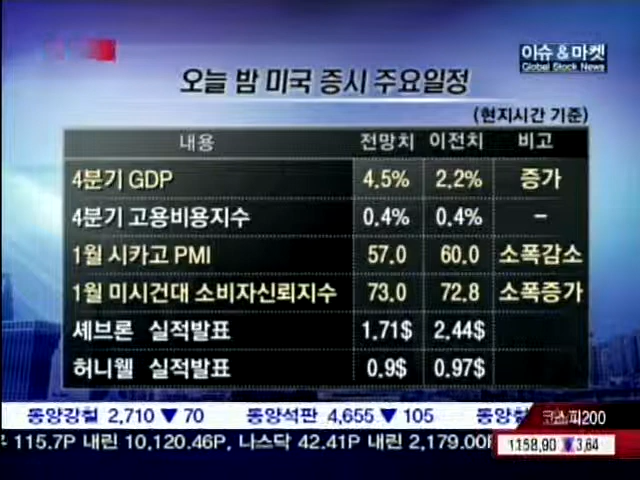 이슈&마켓
Global Stock News
오늘 밤 미국 증시 주요일정
(현지시간 기준)
내용 전망치 이전치 비고
4분기 GDP 4.5% 2.2% 증가
4분기 고용비용지수 0.4% 0.4% -
1월 시카고 PMI 57.0 60.0 소폭감소
1월 미시건대 소비자신뢰지수 73.0 72.8 소폭증가
셰브론 실적발표 1.71$ 2.44$
허니웰 실적발표 0.9$ 0.97$
동양강철 2,710 ▼70 동양석판 4,655 ▼105 동양
코스피200
115.7P 내린 10,120.46P, 나스닥 42.41P 내린 2,179.00P
▼ 3,64